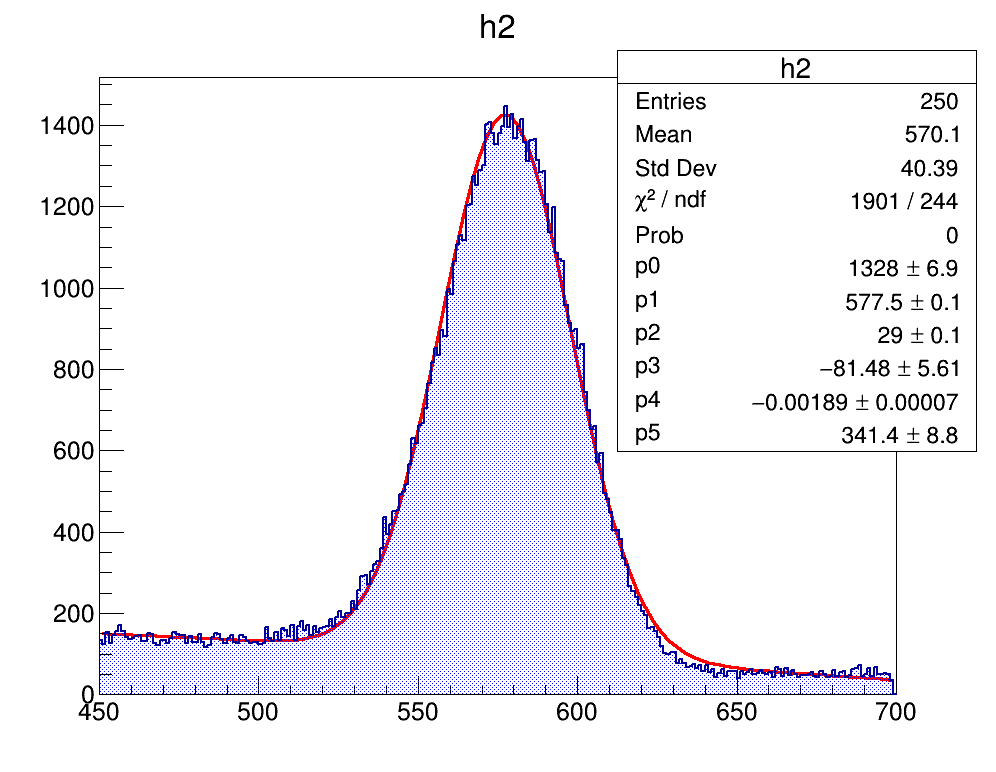 h2
h2
Entries 250
Mean 570.1
Std Dev 40.39
χ² / ndf 1901 / 244
Prob 0
p0 1328 ± 6.9
p1 577.5 ± 0.1
p2 29 ± 0.1
p3 −81.48 ± 5.61
p4 −0.00189 ± 0.00007
p5 341.4 ± 8.8
1400
1200
1000
800
600
400
200
0
450 500 550 600 650 700